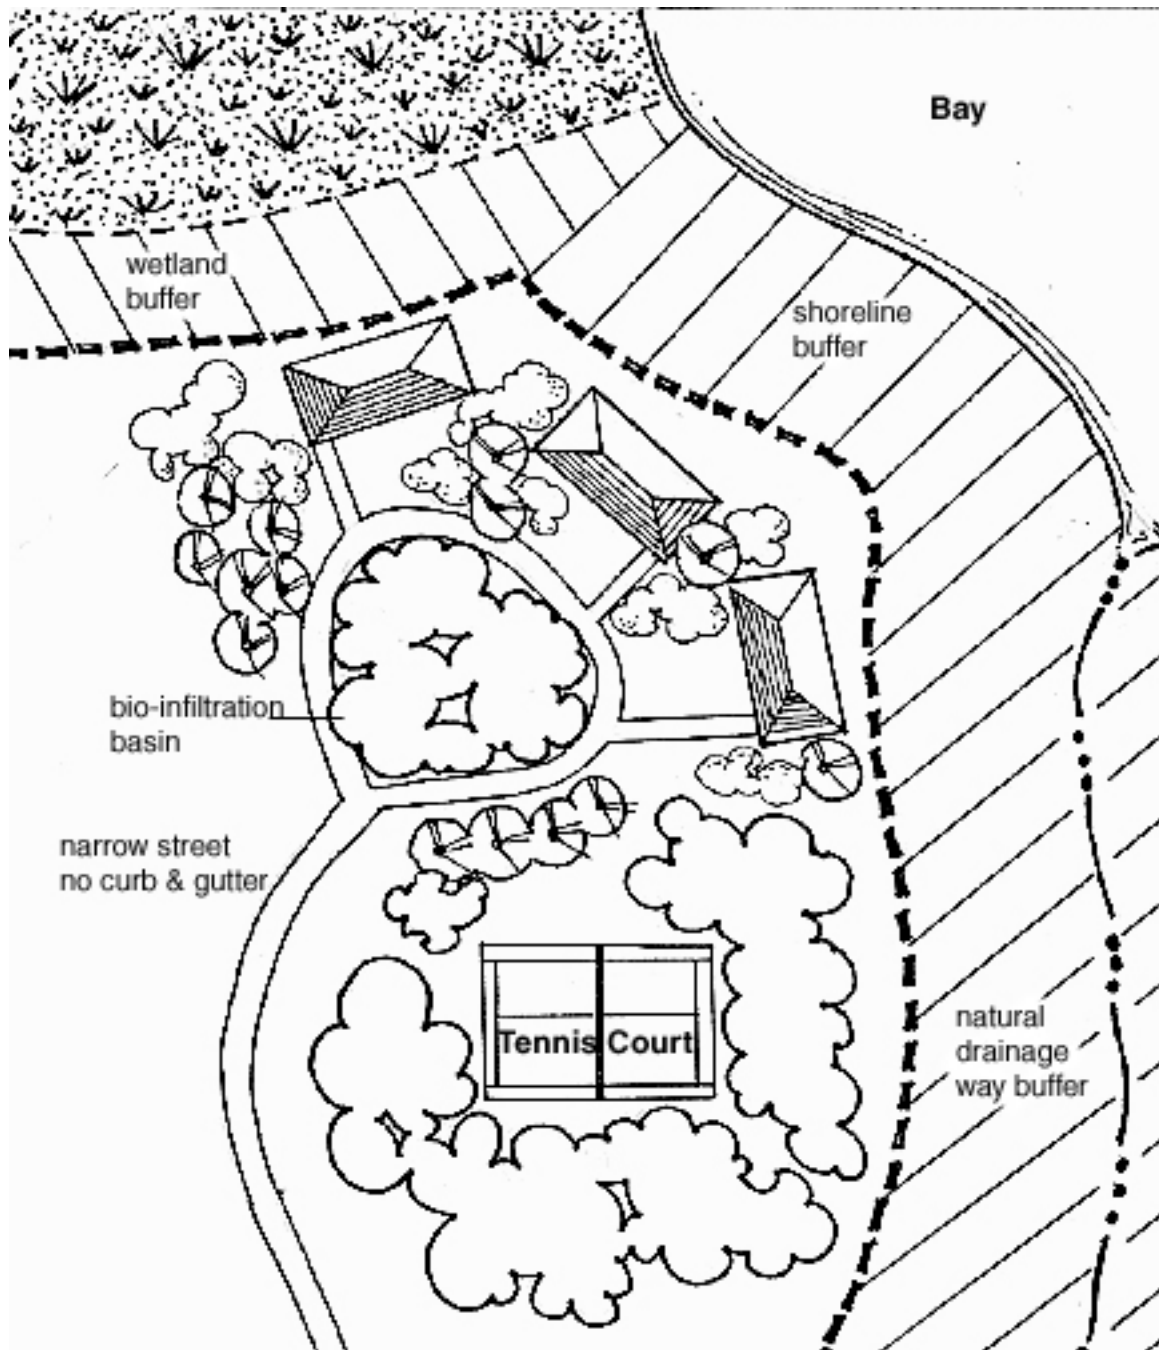 Bay
wetland
buffer
shoreline
buffer
bio-infiltration
basin
narrow street
no curb & gutter
Tennis Court
natural
drainage
way buffer